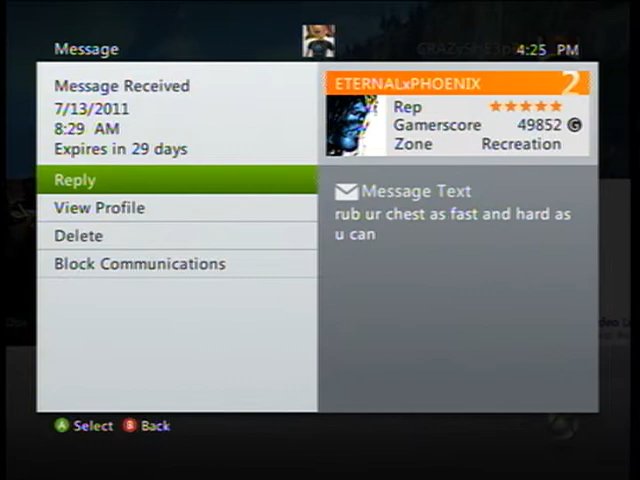 Message
4:25 PM
Message Received
7/13/2011
8:29 AM
Expires in 29 days
Reply
View Profile
Delete
Block Communications
ETERNALxPHOENIX
2
Rep
Gamerscore 49852 G
Zone Recreation
Message Text
rub ur chest as fast and hard as
u can
A Select B Back